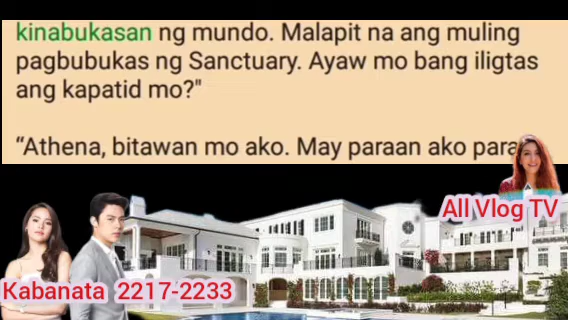 kinabukasan ng mundo. Malapit na ang muling
pagbubukas ng Sanctuary. Ayaw mo bang iligtas
ang kapatid mo?"
“Athena, bitawan mo ako. May paraan ako para
All Vlog TV
Kabanata 2217-2233